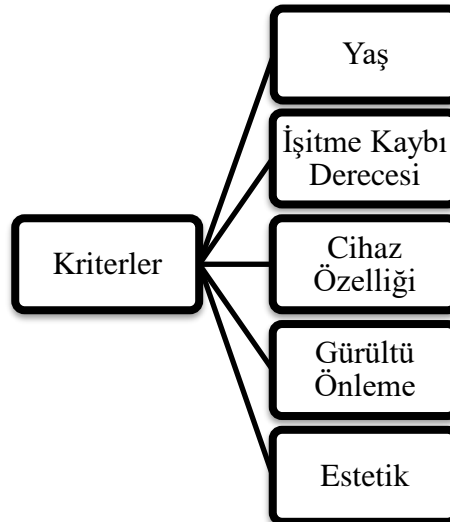 Kriterler
Yaş
İşitme Kaybı
Derecesi
Cihaz
Özelliği
Gürültü
Önleme
Estetik